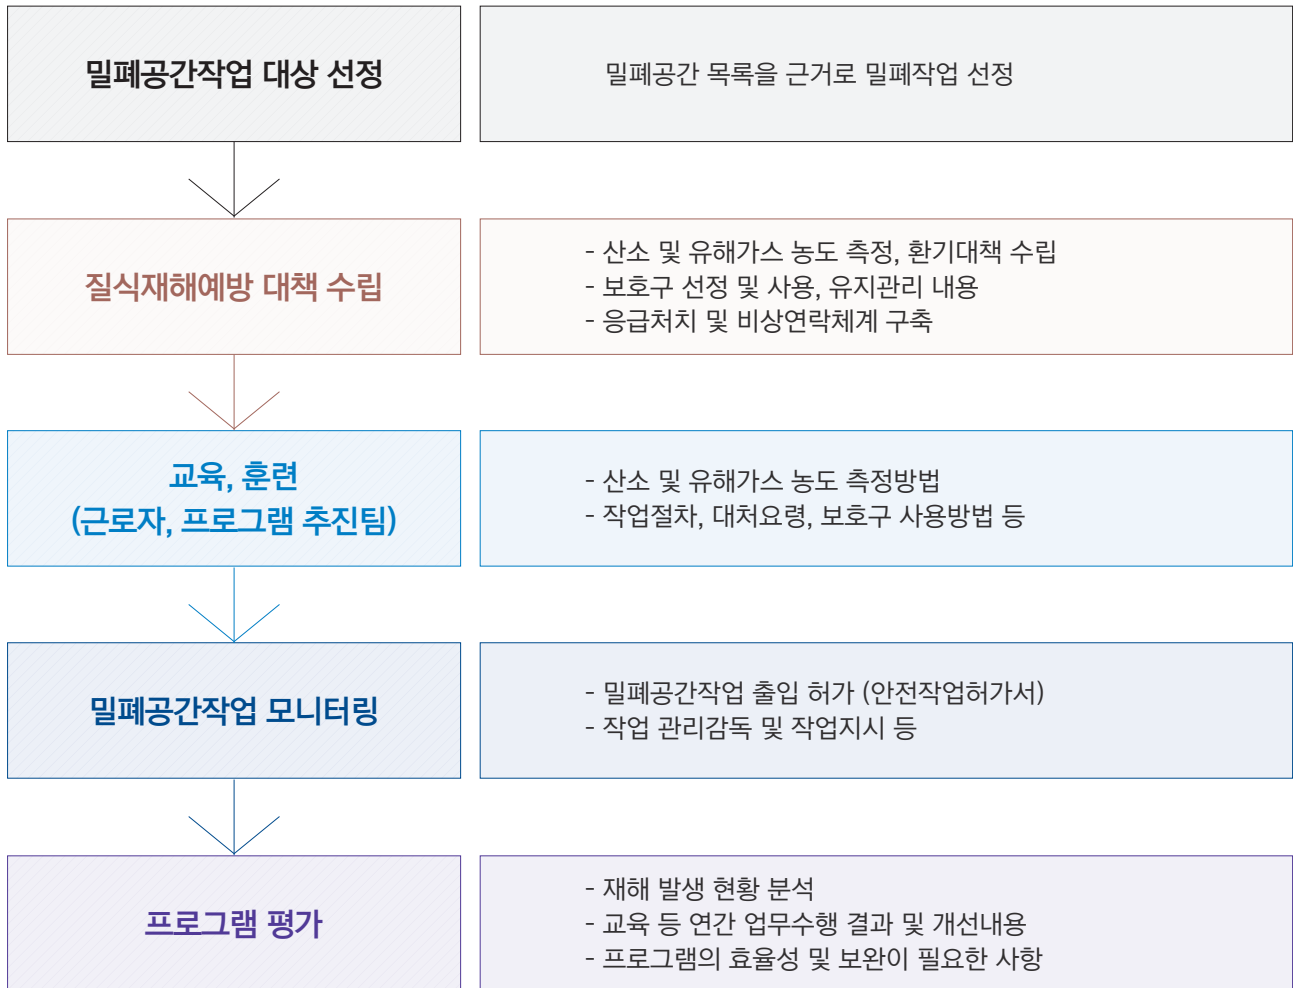 밀폐공간작업 대상 선정
밀폐공간 목록을 근거로 밀폐작업 선정
질식재해예방 대책 수립
- 산소 및 유해가스 농도 측정, 환기대책 수립
- 보호구 선정 및 사용, 유지관리 내용
- 응급처치 및 비상연락체계 구축
교육, 훈련
(근로자, 프로그램 추진팀)
- 산소 및 유해가스 농도 측정방법
- 작업절차, 대처요령, 보호구 사용방법 등
밀폐공간작업 모니터링
- 밀폐공간작업 출입 허가 (안전작업허가서)
- 작업 관리감독 및 작업지시 등
프로그램 평가
- 재해 발생 현황 분석
- 교육 등 연간 업무수행 결과 및 개선내용
- 프로그램의 효율성 및 보완이 필요한 사항